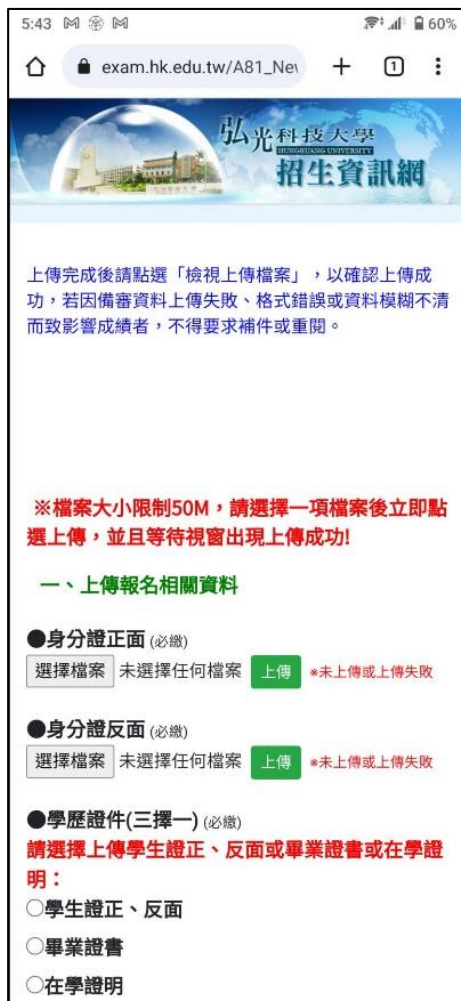 5:43
60%
exam.hk.edu.tw/A81_Nev
1
弘光科技大學
HUNGKUANG UNIVERSITY
招生資訊網
上傳完成後請點選「檢視上傳檔案」,以確認上傳成
功,若因備審資料上傳失敗、格式錯誤或資料模糊不清
而致影響成績者,不得要求補件或重閱。
※檔案大小限制50M,請選擇一項檔案後立即點
選上傳,並且等待視窗出現上傳成功!
一、上傳報名相關資料
●身分證正面 (必繳)
選擇檔案 未選擇任何檔案 上傳 *未上傳或上傳失敗
●身分證反面 (必繳)
選擇檔案 未選擇任何檔案 上傳 *未上傳或上傳失敗
●學歷證件(三擇一) (必繳)
請選擇上傳學生證正、反面或畢業證書或在學證
明:
○學生證正、反面
○畢業證書
○在學證明